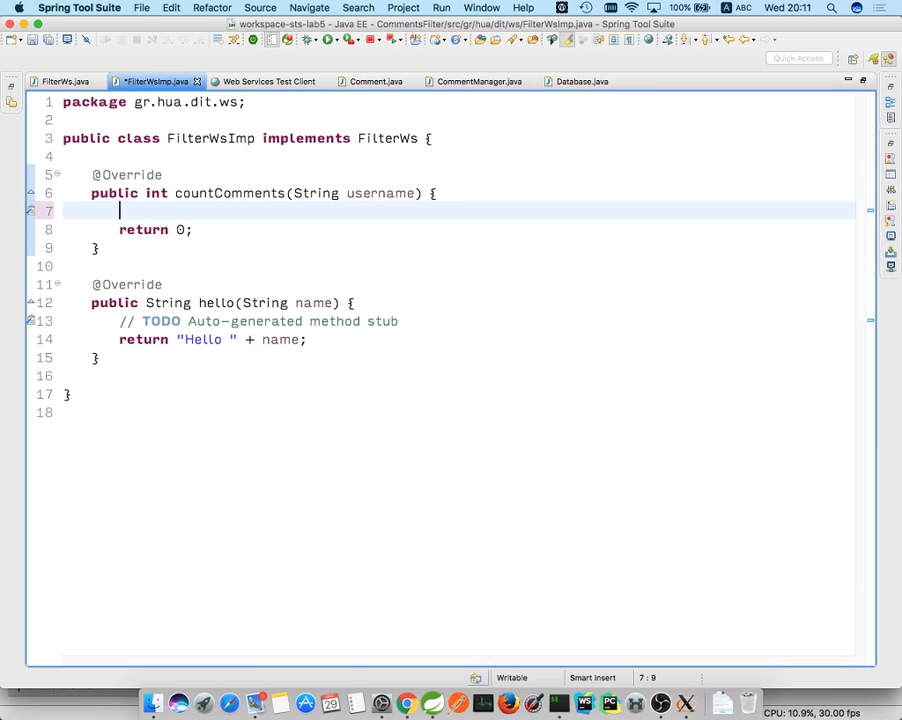 Spring Tool Suite File Edit Refactor Source Navigate Search Project Run Window Help 100% ABC Wed 20:11
workspace-sts-lab5 - Java EE - CommentsFilter/src/gr/hua/dit/ws/FilterWsImp.java - Spring Tool Suite
Quick Access
FilterWs.java *FilterWsImp.java Web Services Test Client Comment.java CommentManager.java Database.java
1 package gr.hua.dit.ws;
2
3 public class FilterWsImp implements FilterWs {
4
5 @Override
6 public int countComments(String username) {
7
8 return 0;
9 }
10
11 @Override
12 public String hello(String name) {
13 // TODO Auto-generated method stub
14 return "Hello " + name;
15 }
16
17 }
18
Writable Smart Insert 7 : 9
CPU: 10.9%, 30.00 fps